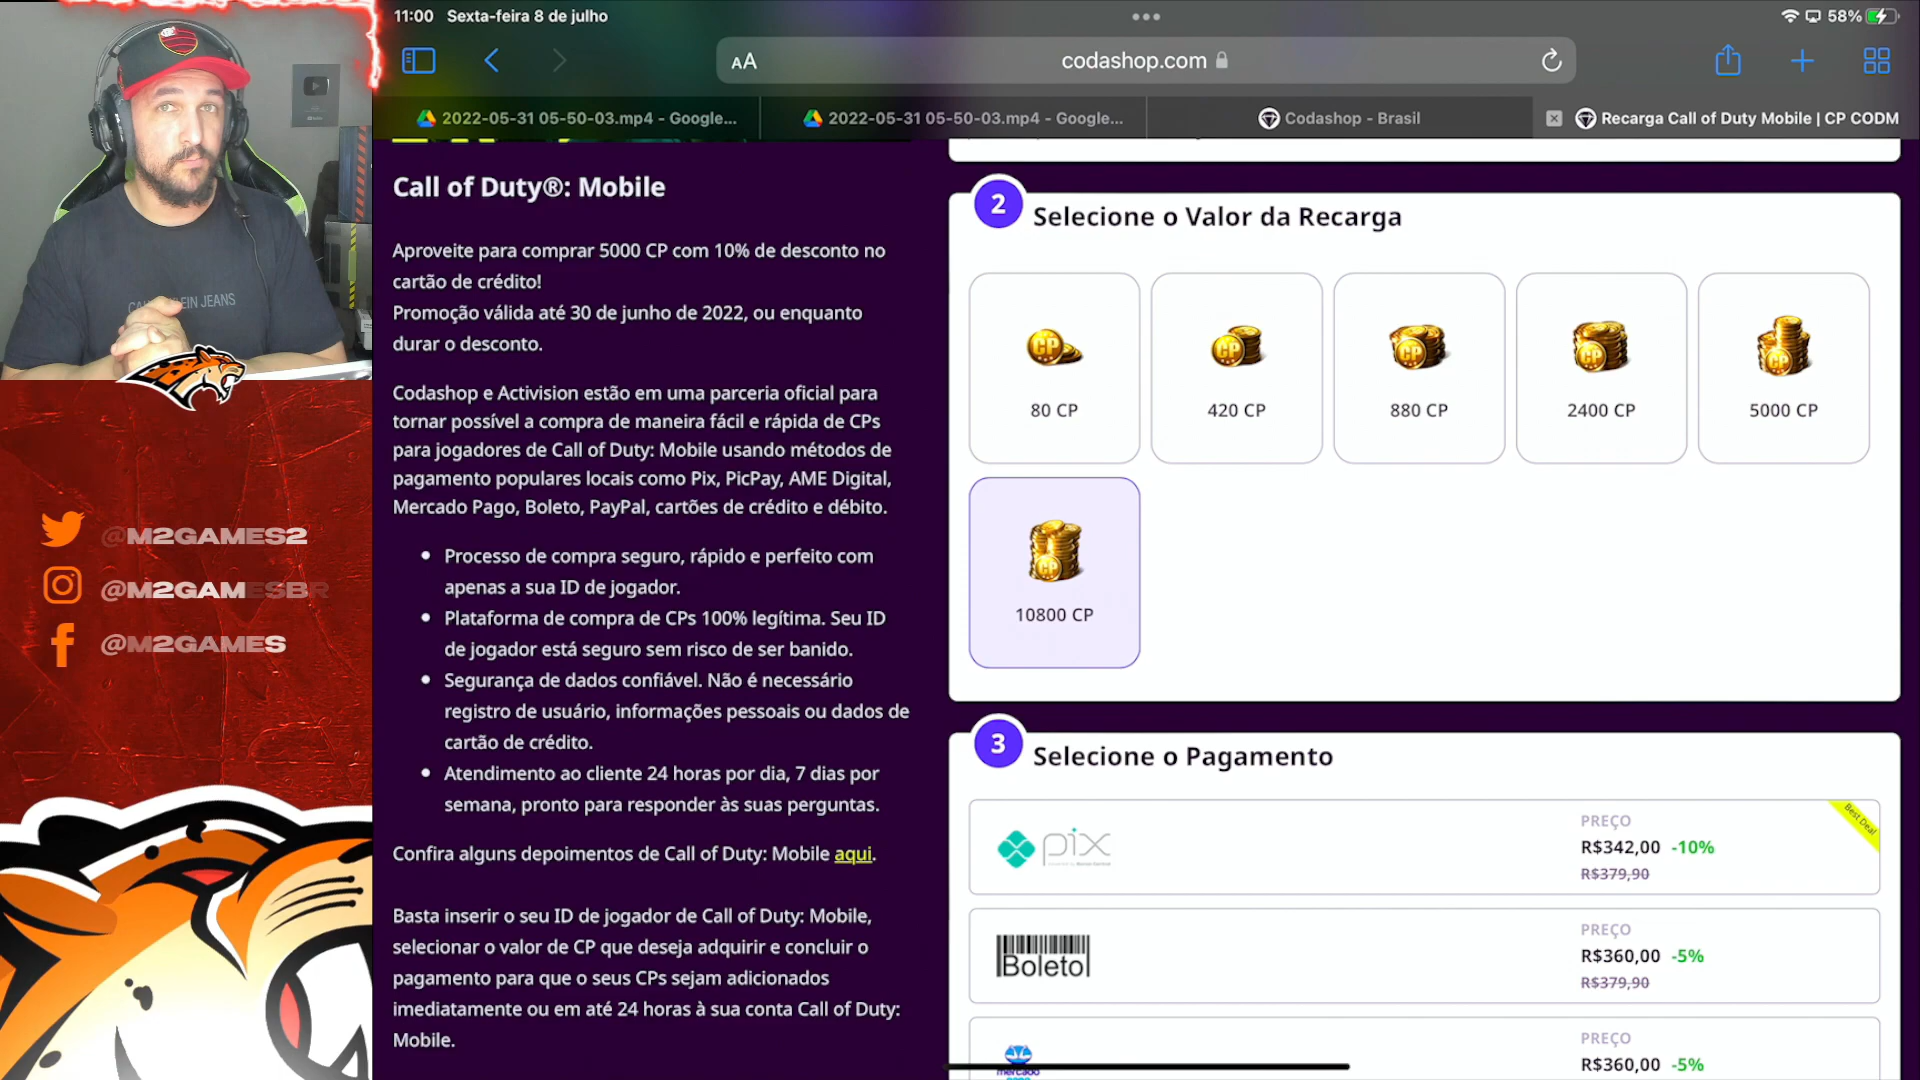 11:00 Sexta-feira 8 de julho
58%
AA
codashop.com
2022-05-31 05-50-03.mp4 - Google...
2022-05-31 05-50-03.mp4 - Google...
Codashop - Brasil
Recarga Call of Duty Mobile | CP CODM
@M2GAMES2
@M2GAMESBR
@M2GAMES
Call of Duty®: Mobile
Aproveite para comprar 5000 CP com 10% de desconto no
cartão de crédito!
Promoção válida até 30 de junho de 2022, ou enquanto
durar o desconto.
Codashop e Activision estão em uma parceria oficial para
tornar possível a compra de maneira fácil e rápida de CPs
para jogadores de Call of Duty: Mobile usando métodos de
pagamento populares locais como Pix, PicPay, AME Digital,
Mercado Pago, Boleto, PayPal, cartões de crédito e débito.
• Processo de compra seguro, rápido e perfeito com
apenas a sua ID de jogador.
• Plataforma de compra de CPs 100% legítima. Seu ID
de jogador está seguro sem risco de ser banido.
• Segurança de dados confiável. Não é necessário
registro de usuário, informações pessoais ou dados de
cartão de crédito.
• Atendimento ao cliente 24 horas por dia, 7 dias por
semana, pronto para responder às suas perguntas.
Confira alguns depoimentos de Call of Duty: Mobile aqui.
Basta inserir o seu ID de jogador de Call of Duty: Mobile,
selecionar o valor de CP que deseja adquirir e concluir o
pagamento para que o seus CPs sejam adicionados
imediatamente ou em até 24 horas à sua conta Call of Duty:
Mobile.
2 Selecione o Valor da Recarga
80 CP
420 CP
880 CP
2400 CP
5000 CP
10800 CP
3 Selecione o Pagamento
pix
PREÇO
R$342,00 -10%
R$379,90
Best Deal
Boleto
PREÇO
R$360,00 -5%
R$379,90
mercado
PREÇO
R$360,00 -5%